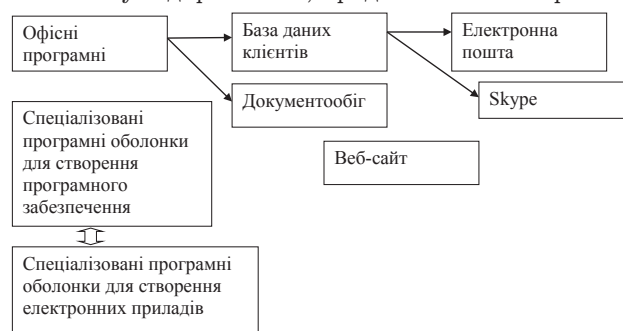 Офісні
програмні
База даних
клієнтів
Електронна
пошта
Документообіг
Skype
Спеціалізовані
програмні оболонки
для створення
програмного
забезпечення
Веб-сайт
Спеціалізовані програмні
оболонки для створення
електронних приладів